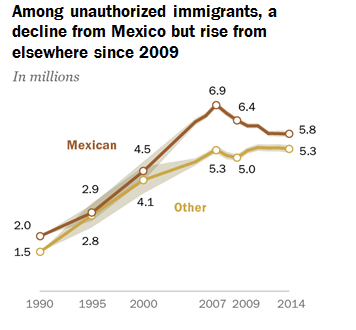 Among unauthorized immigrants, a
decline from Mexico but rise from
elsewhere since 2009
In millions
6.9
6.4
5.8
Mexican
4.5
5.3
2.9
5.3
5.0
4.1
Other
2.0
2.8
1.5
1990 1995 2000 2007 2009 2014